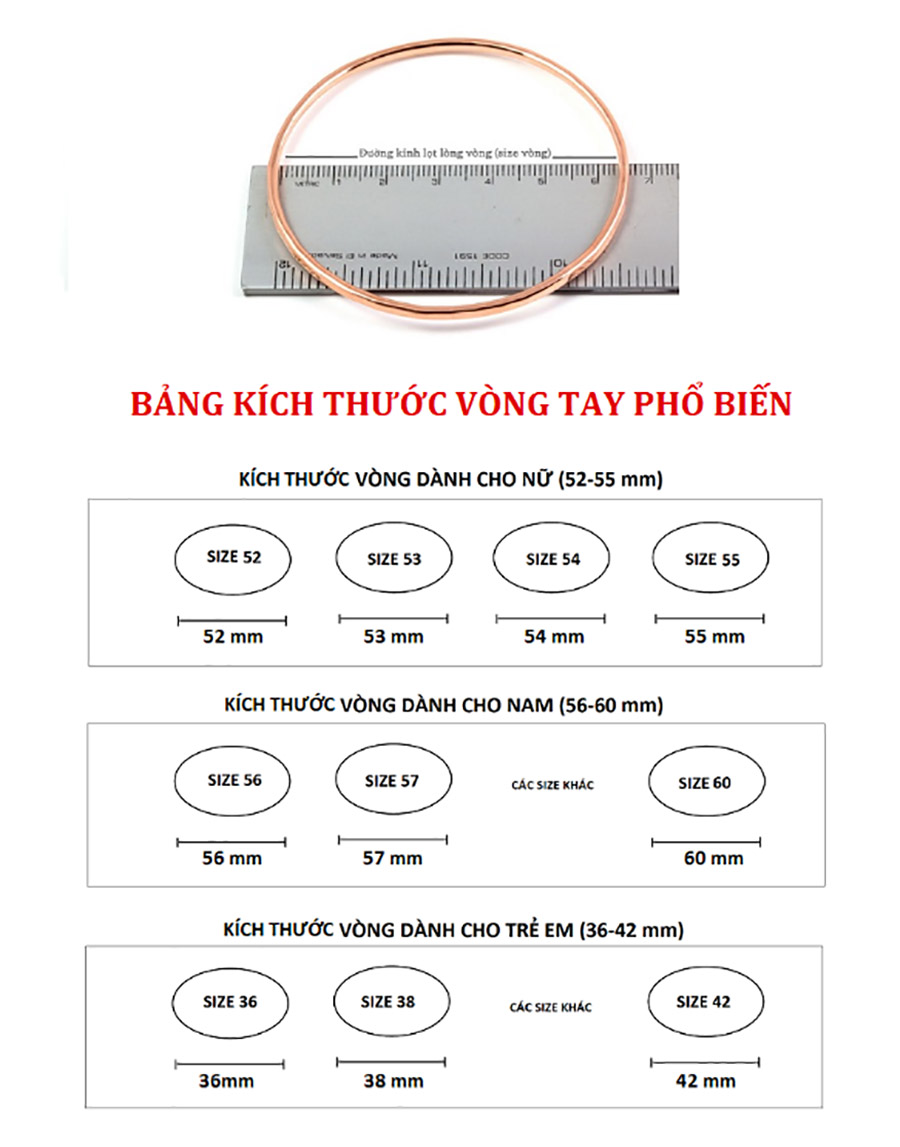 Đường kính lọt lòng vòng (size vòng)
METRIC 1 2 3 4 5 6 7
Made in El Salvador CODE 1591
12 11 10
BẢNG KÍCH THƯỚC VÒNG TAY PHỔ BIẾN
KÍCH THƯỚC VÒNG DÀNH CHO NỮ (52-55 mm)
SIZE 52 SIZE 53 SIZE 54 SIZE 55
52 mm 53 mm 54 mm 55 mm
KÍCH THƯỚC VÒNG DÀNH CHO NAM (56-60 mm)
SIZE 56 SIZE 57 CÁC SIZE KHÁC SIZE 60
56 mm 57 mm 60 mm
KÍCH THƯỚC VÒNG DÀNH CHO TRẺ EM (36-42 mm)
SIZE 36 SIZE 38 CÁC SIZE KHÁC SIZE 42
36mm 38 mm 42 mm